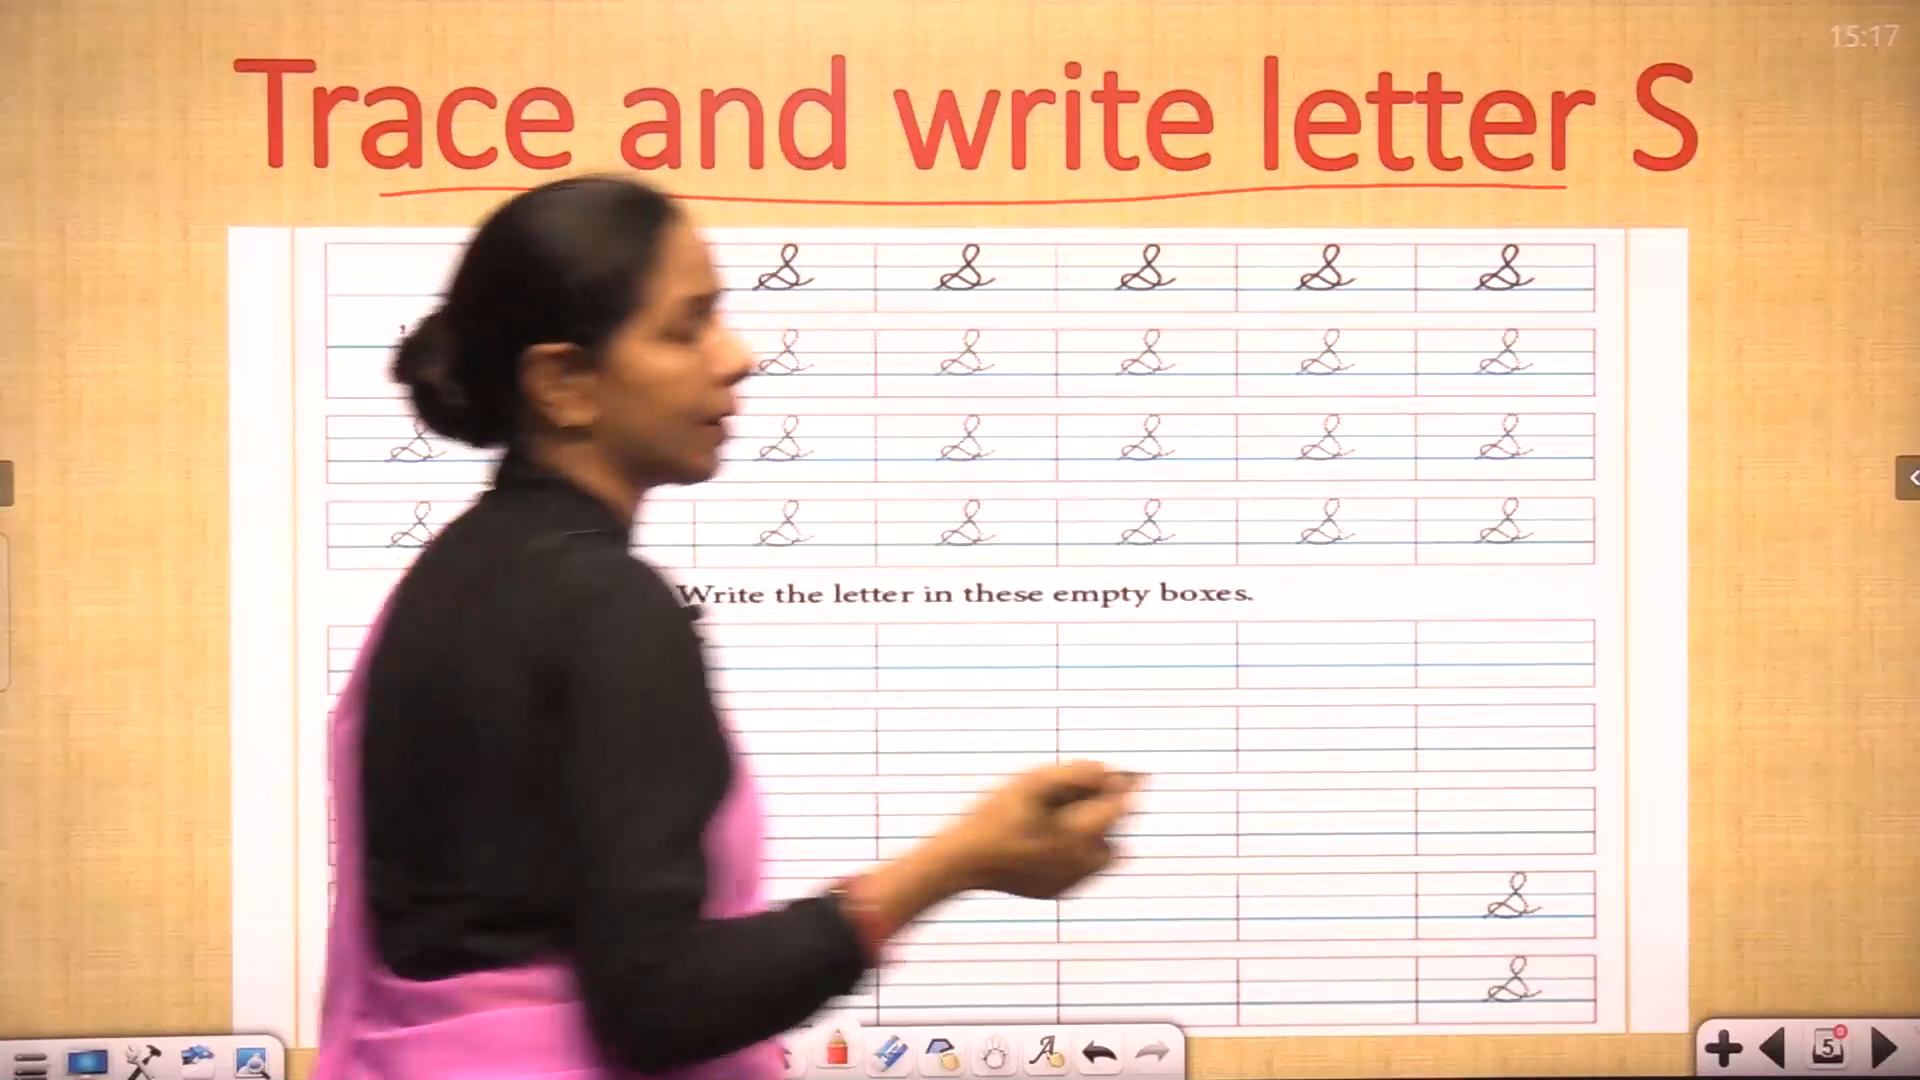 15:17
Trace and write letter S
S S S S S
S S S S S
S S S S S S
S S S S S S
Write the letter in these empty boxes.
S
S
5